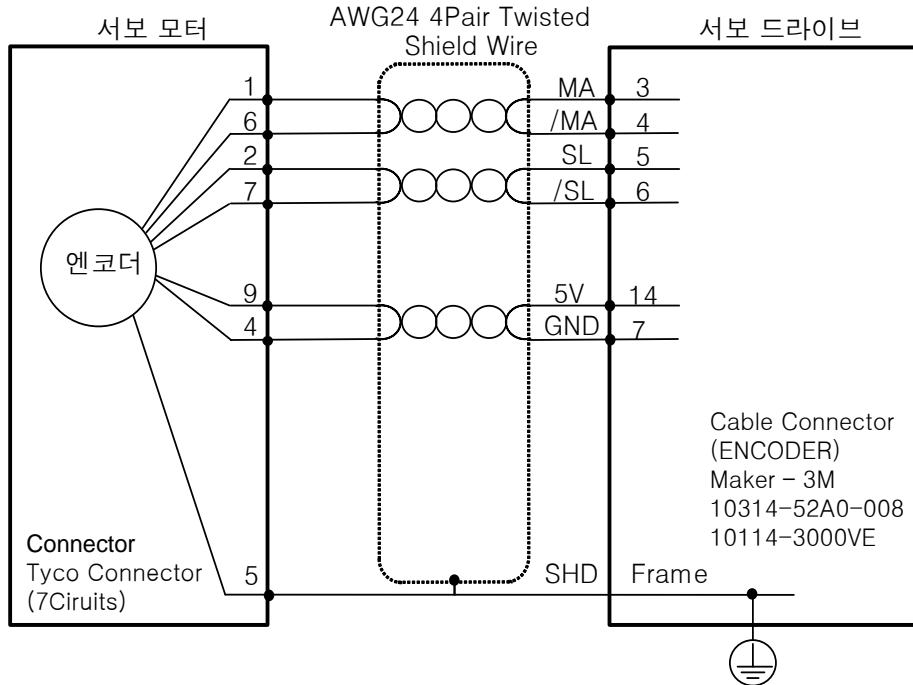 서보 모터
AWG24 4Pair Twisted
Shield Wire
서보 드라이브
1
MA
3
6
/MA
4
2
SL
5
7
/SL
6
엔코더
9
5V
14
4
GND
7
Cable Connector
(ENCODER)
Maker - 3M
10314-52A0-008
10114-3000VE
Connector
Tyco Connector
(7Ciruits)
5
SHD
Frame